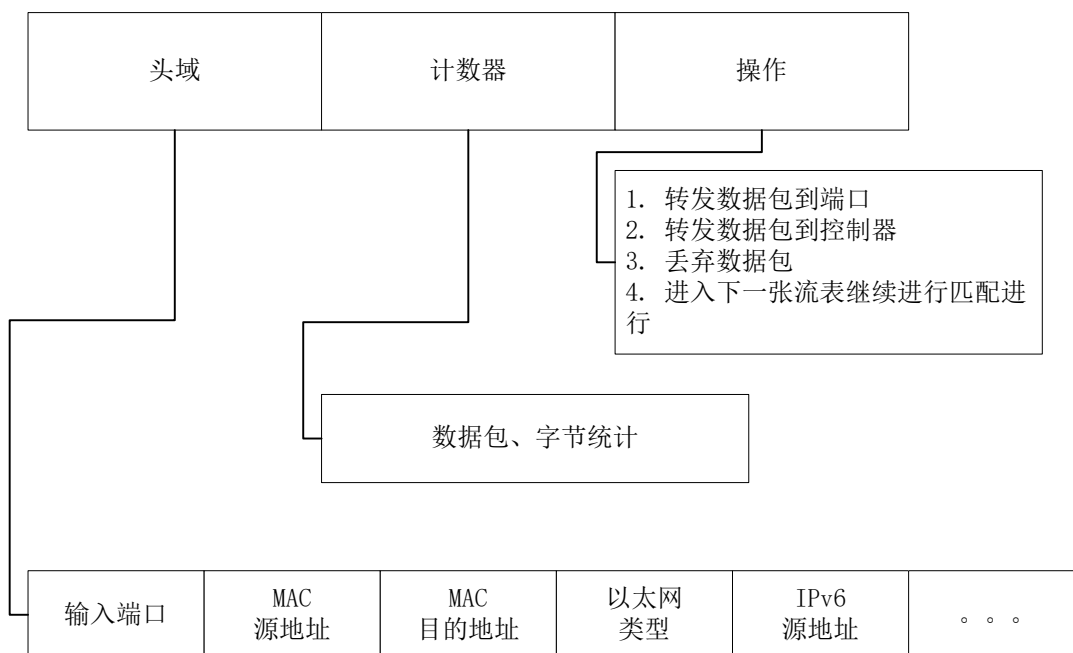 头域
计数器
操作
1. 转发数据包到端口
2. 转发数据包到控制器
3. 丢弃数据包
4. 进入下一张流表继续进行匹配进
行
数据包、字节统计
输入端口
MAC
源地址
MAC
目的地址
以太网
类型
IPv6
源地址
。。。